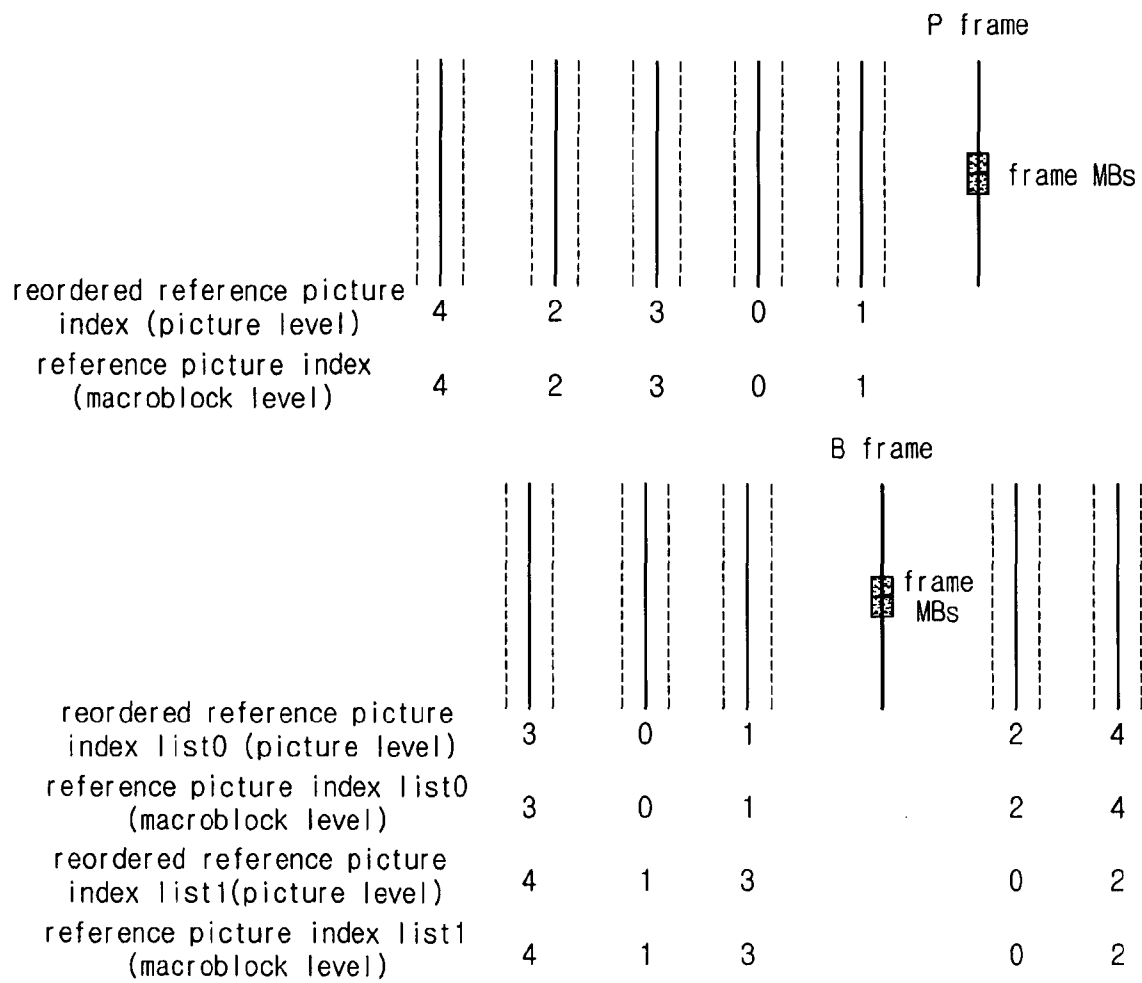 P frame
frame MBs
reordered reference picture
index (picture level)
4 2 3 0 1
reference picture index
(macroblock level)
4 2 3 0 1
B frame
frame
MBs
reordered reference picture
index list0 (picture level)
3 0 1 2 4
reference picture index list0
(macroblock level)
3 0 1 2 4
reordered reference picture
index list1(picture level)
4 1 3 0 2
reference picture index list1
(macroblock level)
4 1 3 0 2